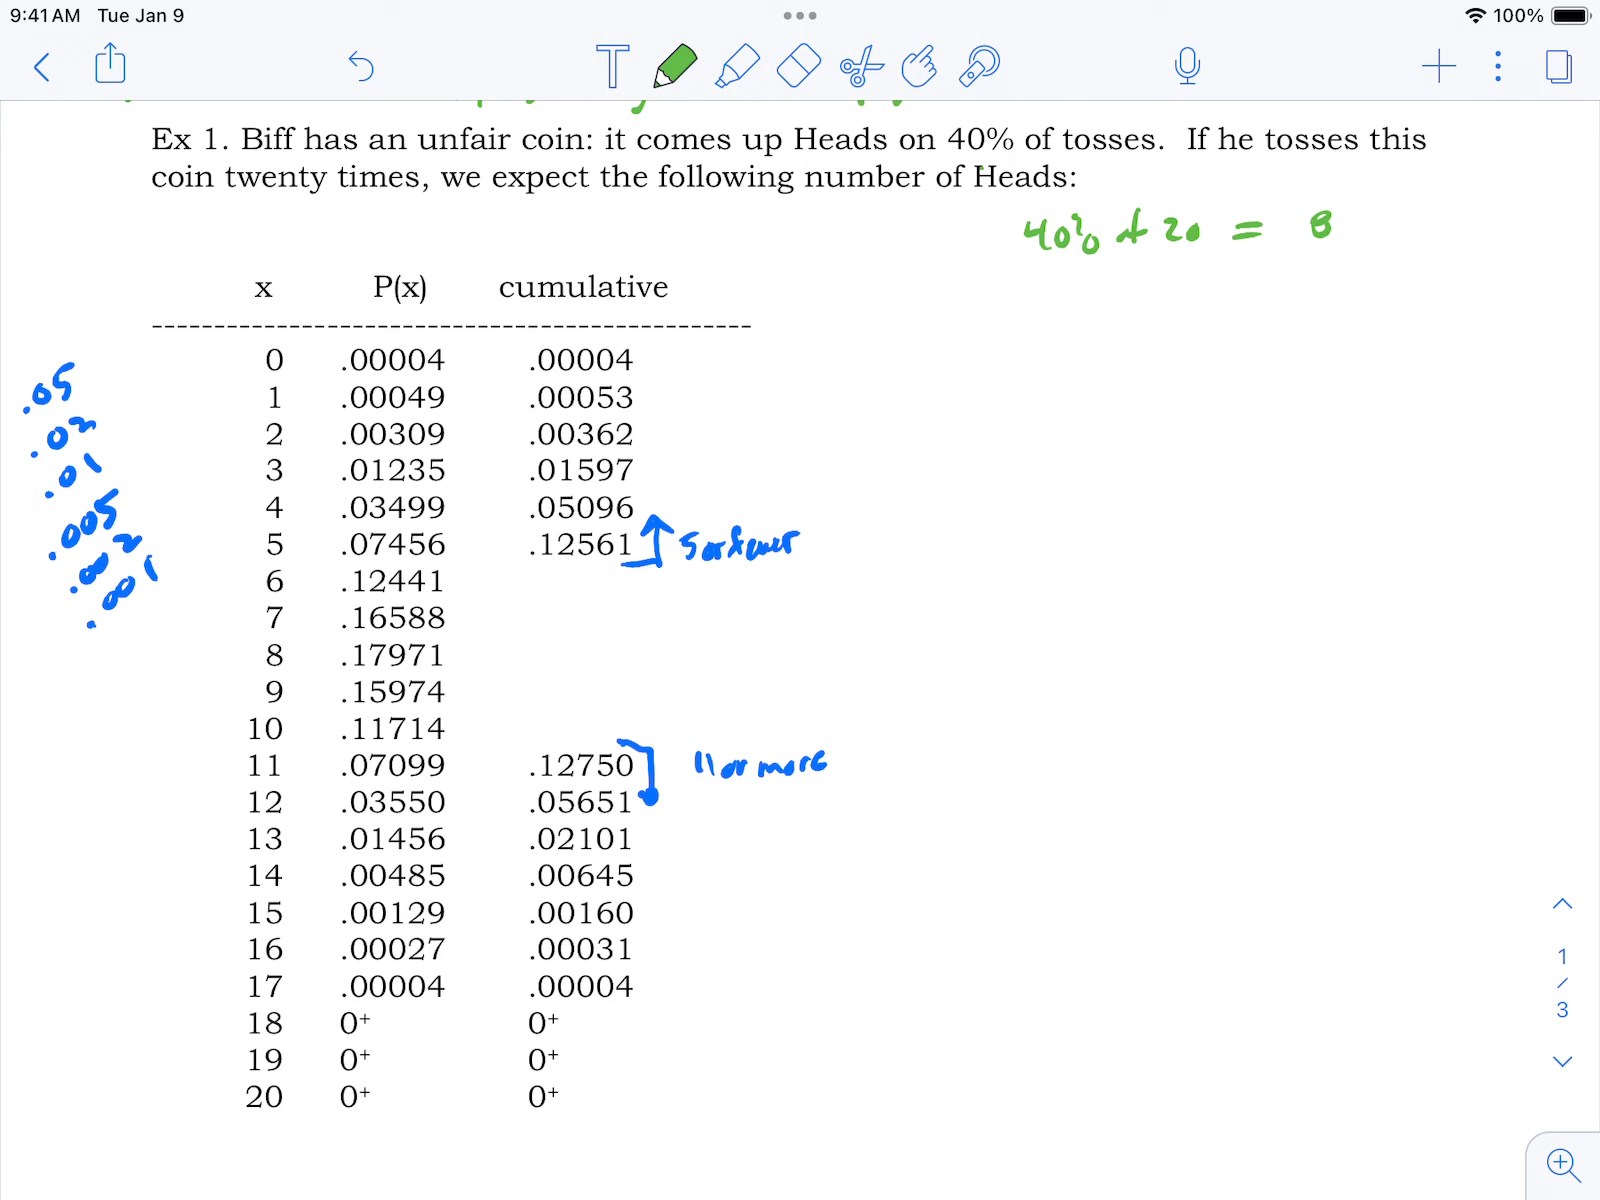 9:41 AM Tue Jan 9
100%
Ex 1. Biff has an unfair coin: it comes up Heads on 40% of tosses. If he tosses this
coin twenty times, we expect the following number of Heads:
40% of 20 = 8
x P(x) cumulative
------------------------------------------------
0 .00004 .00004
1 .00049 .00053
2 .00309 .00362
3 .01235 .01597
4 .03499 .05096
5 .07456 .12561 5 or fewer
6 .12441
7 .16588
8 .17971
9 .15974
10 .11714
11 .07099 .12750 11 or more
12 .03550 .05651
13 .01456 .02101
14 .00485 .00645
15 .00129 .00160
16 .00027 .00031
17 .00004 .00004
18 0⁺ 0⁺
19 0⁺ 0⁺
20 0⁺ 0⁺
.05
.02
.01
.005
.002
.001
1
/
3